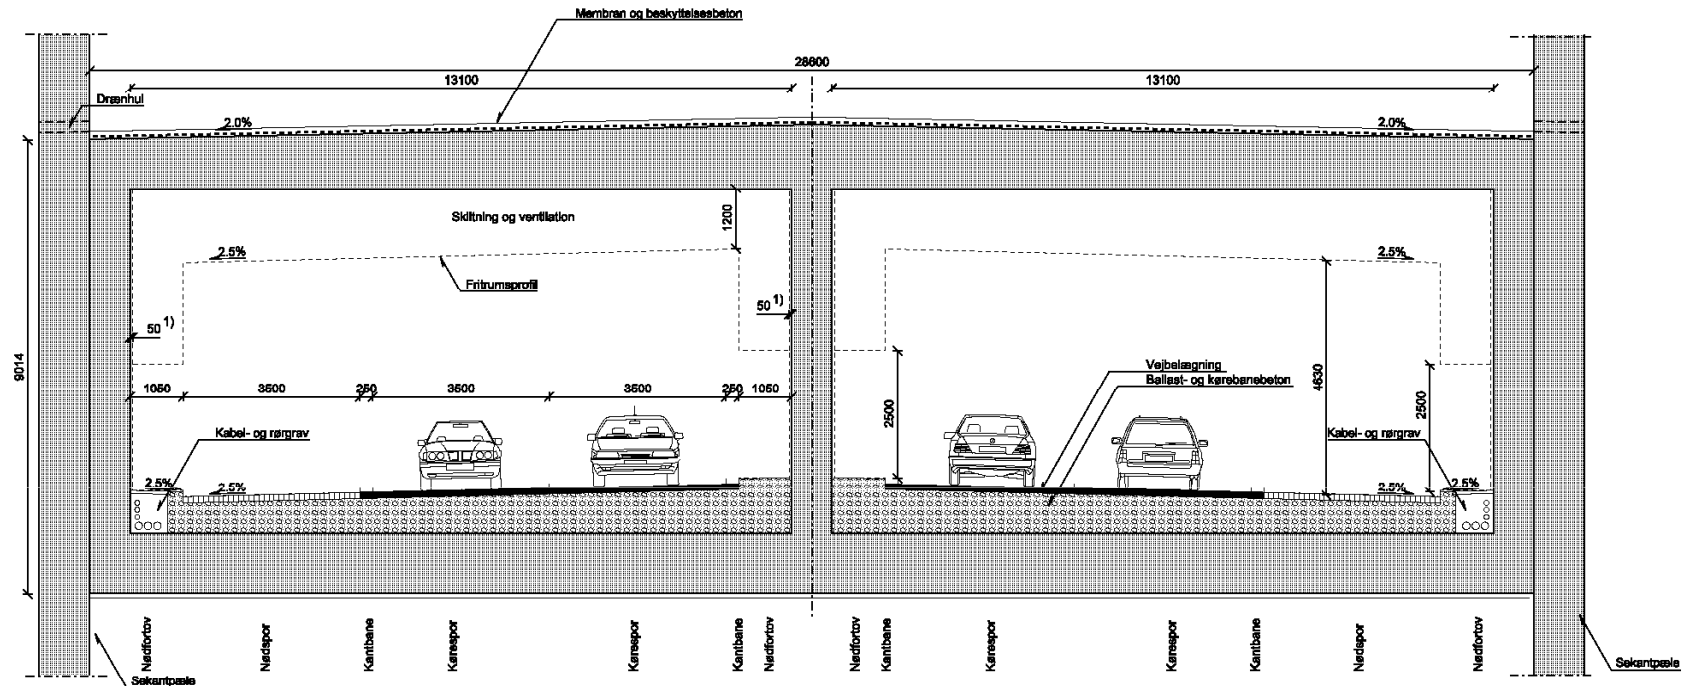 Membran og beskyttelsesbeton
28600
13100
13100
Drænhul
2.0%
2.0%
Skiltning og ventilation
1200
2.5%
2.5%
Fritrumsprofil
50 1)
50 1)
9014
1050
3500
250
3500
3500
250
1050
Vejbelægning
Ballast- og kørebanebeton
4630
2500
2500
Kabel- og rørgrav
Kabel- og rørgrav
2.5%
2.5%
2.5%
2.5%
Nødfortov
Nødspor
Kantbane
Kørespor
Kørespor
Kantbane
Nødfortov
Nødfortov
Kantbane
Kørespor
Kørespor
Kantbane
Nødspor
Nødfortov
Sekantpæle
Sekantpæle